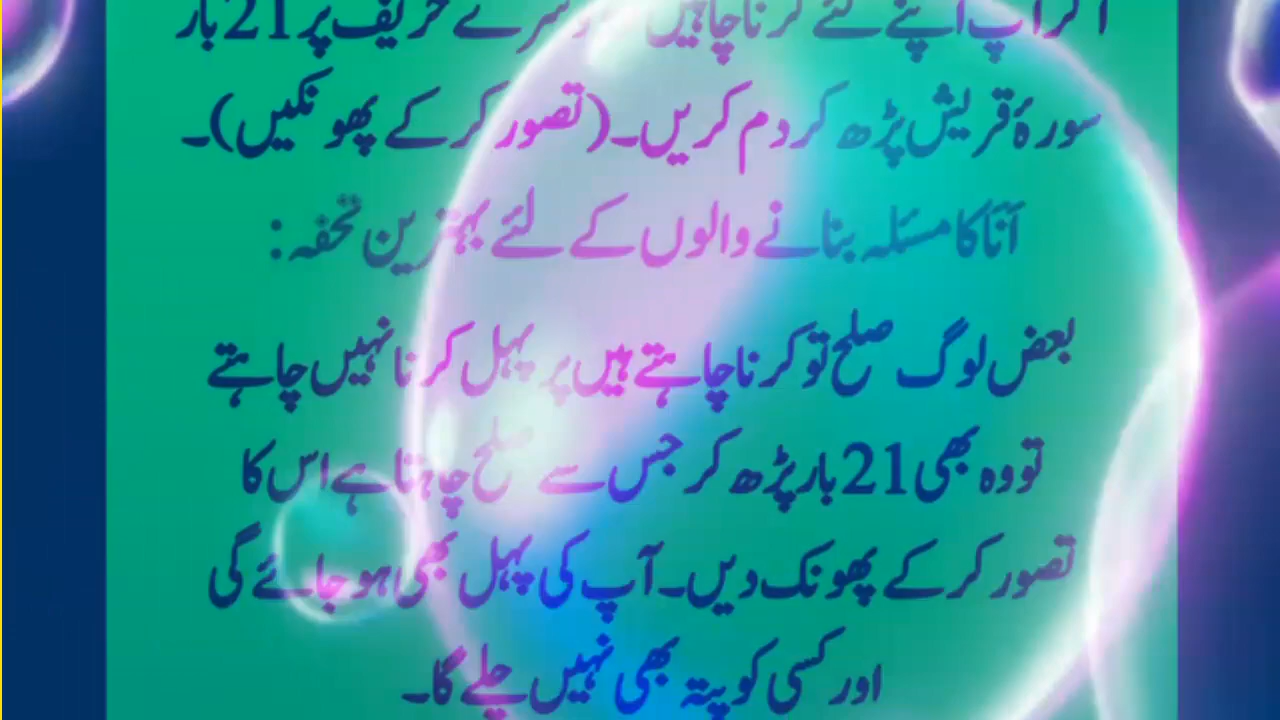 اگر آپ اپنے لئے کرنا چاہیں دوسرے حریف پر 21 بار
سورۂ قریش پڑھ کر دم کریں۔ (تصور کر کے پھونکیں)۔
آنّا کا مسئلہ بنانے والوں کے لئے بہترین تحفہ:
بعض لوگ صلح تو کرنا چاہتے ہیں پر پہل کرنا نہیں چاہتے
تو وہ بھی 21 بار پڑھ کر جس سے صلح چاہتا ہے اس کا
تصور کر کے پھونک دیں۔ آپ کی پہل بھی ہو جائے گی
اور کسی کو پتہ بھی نہیں چلے گا۔